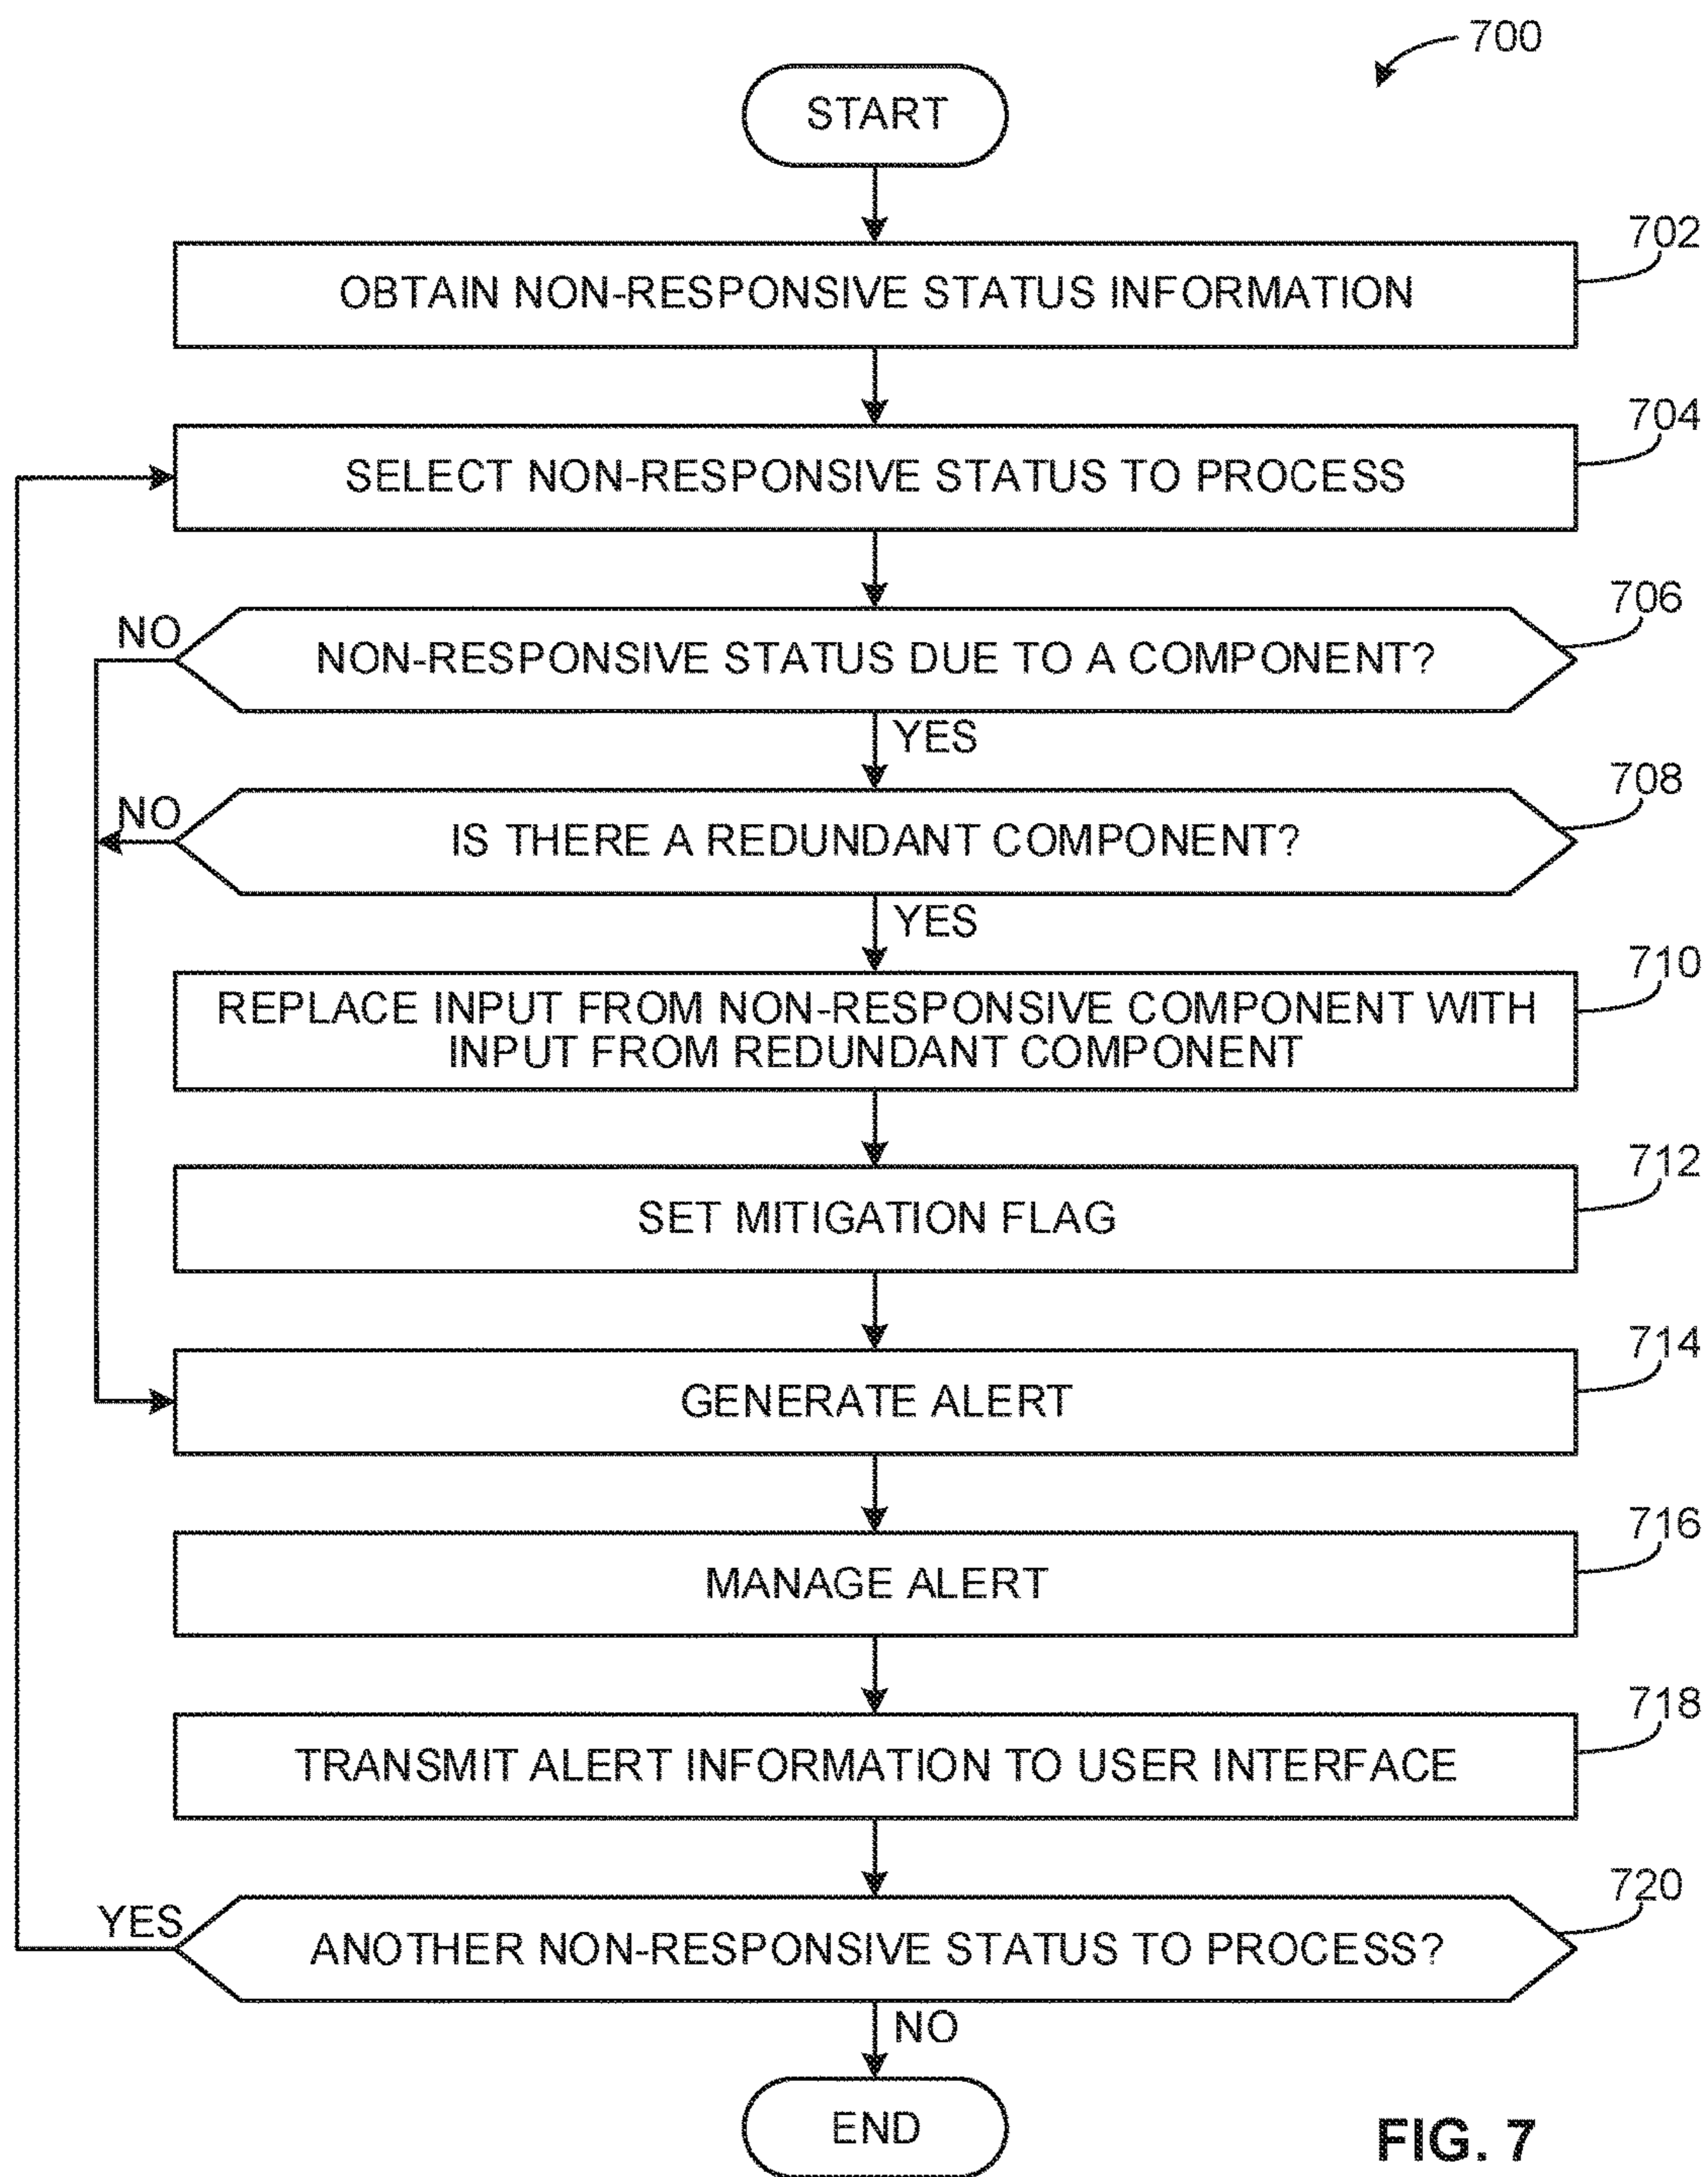 700
START
702
OBTAIN NON-RESPONSIVE STATUS INFORMATION
704
SELECT NON-RESPONSIVE STATUS TO PROCESS
706
NO
NON-RESPONSIVE STATUS DUE TO A COMPONENT?
YES
708
NO
IS THERE A REDUNDANT COMPONENT?
YES
710
REPLACE INPUT FROM NON-RESPONSIVE COMPONENT WITH
INPUT FROM REDUNDANT COMPONENT
712
SET MITIGATION FLAG
714
GENERATE ALERT
716
MANAGE ALERT
718
TRANSMIT ALERT INFORMATION TO USER INTERFACE
720
YES
ANOTHER NON-RESPONSIVE STATUS TO PROCESS?
NO
END
FIG. 7